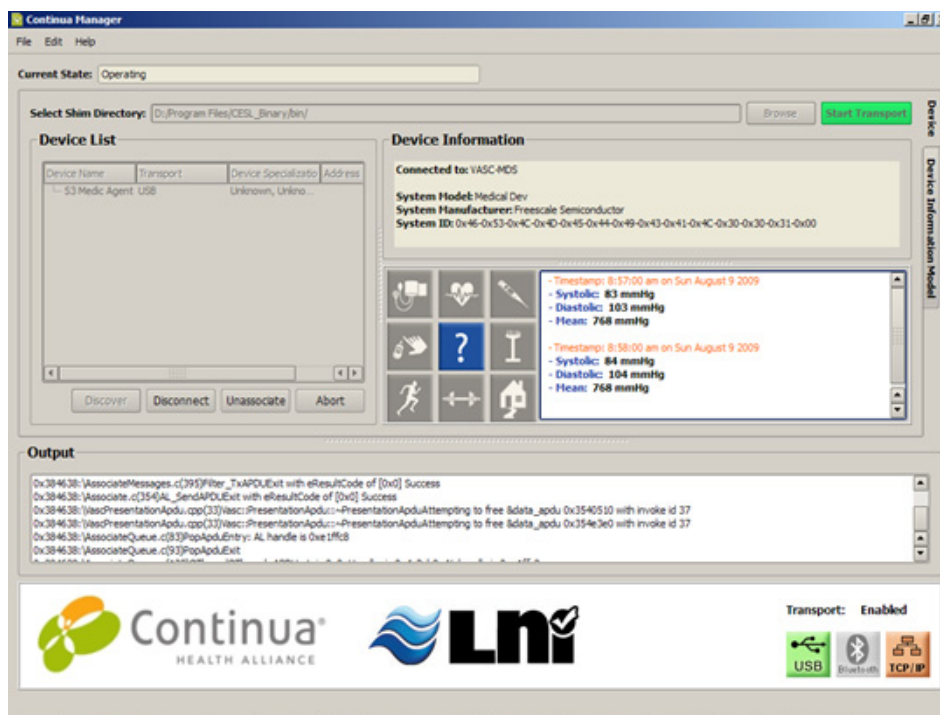 Continua Manager
File Edit Help
Current State: Operating
Select Shim Directory: D:/Program Files/CESL_Binary/bin/ Browse Start Transport
Device
Device Information Model
Device List
Device Name Transport Device Specializatio Address
S3 Medic Agent USB Unknown, Unkno...
Discover Disconnect Unassociate Abort
Device Information
Connected to: VASC-MDS
System Model: Medical Dev
System Manufacturer: Freescale Semiconductor
System ID: 0x46-0x53-0x4C-0x4D-0x45-0x44-0x49-0x43-0x41-0x4C-0x30-0x30-0x31-0x00
?
- Timestamp: 8:57:00 am on Sun August 9 2009
- Systolic: 83 mmHg
- Diastolic: 103 mmHg
- Mean: 768 mmHg
- Timestamp: 8:58:00 am on Sun August 9 2009
- Systolic: 84 mmHg
- Diastolic: 104 mmHg
- Mean: 768 mmHg
Output
0x384638:\AssociateMessages.c(395)Filter_TxAPDUExit with eResultCode of [0x0] Success
0x384638:\Associate.c(354)AL_SendAPDUExit with eResultCode of [0x0] Success
0x384638:\VascPresentationApdu.cpp(33)Vasc::PresentationApdu::~PresentationApduAttempting to free &data_apdu 0x3540510 with invoke id 37
0x384638:\VascPresentationApdu.cpp(33)Vasc::PresentationApdu::~PresentationApduAttempting to free &data_apdu 0x354e3e0 with invoke id 37
0x384638:\AssociateQueue.c(83)PopApduEntry: AL handle is 0xe1ffc8
0x384638:\AssociateQueue.c(93)PopApduExit
Continua®
HEALTH ALLIANCE
LNi
Transport: Enabled
USB Bluetooth TCP/IP